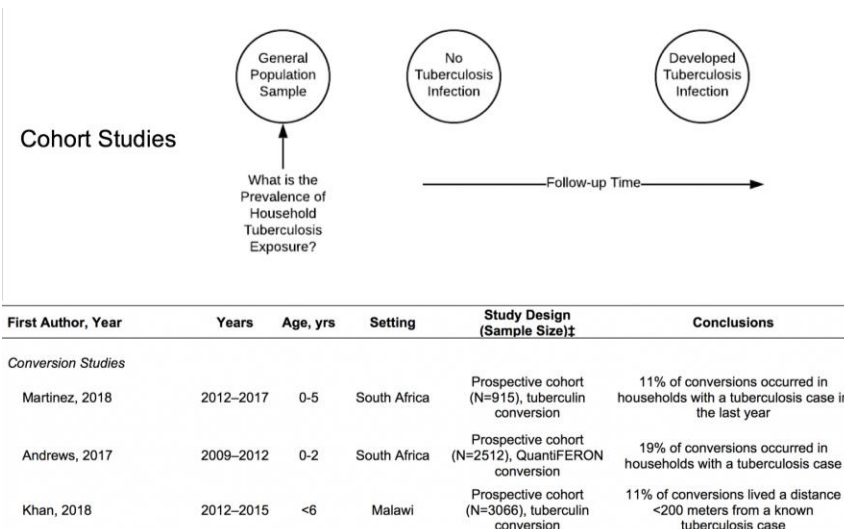 General
Population
Sample
No
Tuberculosis
Infection
Developed
Tuberculosis
Infection
Cohort Studies
What is the
Prevalence of
Household
Tuberculosis
Exposure?
Follow-up Time
First Author, Year Years Age, yrs Setting Study Design (Sample Size)‡ Conclusions
Conversion Studies
Martinez, 2018 2012–2017 0-5 South Africa Prospective cohort (N=915), tuberculin conversion 11% of conversions occurred in households with a tuberculosis case in the last year
Andrews, 2017 2009–2012 0-2 South Africa Prospective cohort (N=2512), QuantiFERON conversion 19% of conversions occurred in households with a tuberculosis case
Khan, 2018 2012–2015 <6 Malawi Prospective cohort (N=3066), tuberculin conversion 11% of conversions lived a distance <200 meters from a known tuberculosis case